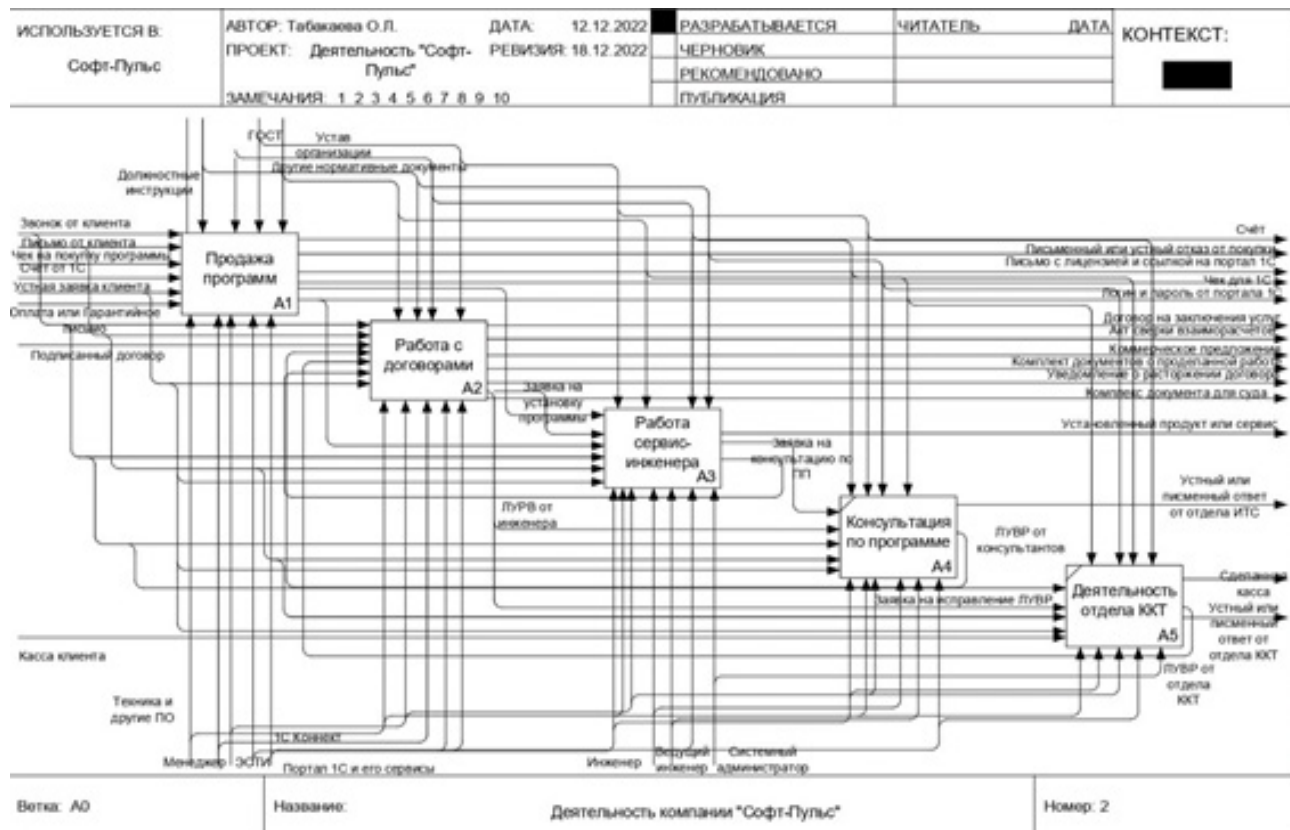 ИСПОЛЬЗУЕТСЯ В:
Софт-Пульс
АВТОР: Табакаева О.Л.
ДАТА: 12.12.2022
ПРОЕКТ: Деятельность "Софт-
Пульс"
РЕВИЗИЯ: 18.12.2022
ЗАМЕЧАНИЯ: 1 2 3 4 5 6 7 8 9 10
РАЗРАБАТЫВАЕТСЯ
ЧЕРНОВИК
РЕКОМЕНДОВАНО
ПУБЛИКАЦИЯ
ЧИТАТЕЛЬ
ДАТА
КОНТЕКСТ:
ГОСТ
Устав
организации
Другие нормативные документы
Должностные
инструкции
Звонок от клиента
Письмо от клиента
Чек на покупку программы
Счёт от 1С
Устная заявка клиента
Оплата или Гарантийное
письмо
Подписанный договор
Касса клиента
Продажа
программ
A1
Работа с
договорами
A2
Заявка на
установку
программы
Работа
сервис-
инженера
A3
Заявка на
консультацию по
ПП
ЛУРВ от
инженера
Консультация
по программе
A4
ЛУВР от
консультантов
Заявка на исправление ЛУВР
Деятельность
отдела ККТ
A5
Счёт
Письменный или устный отказ от покупки
Письмо с лицензией и ссылкой на портал 1С
Чек для 1С
Логин и пароль от портала 1С
Договор на заключения услуг
Акт сверки взаиморасчётов
Коммерческое предложение
Комплект документов о проделанной работе
Уведомление о расторжении договора
Комплекс документа для суда
Установленный продукт или сервис
Устный или
писменный ответ
от отдела ИТС
Сделанная
касса
Устный или
писменный
ответ от
отдела ККТ
ЛУВР от
отдела
ККТ
Техника и
другие ПО
1С Коннект
Менеджер
ЭСТИ
Портал 1С и его сервисы
Инженер
Ведущий
инженер
Системный
администратор
Ветка: A0
Название:
Деятельность компании "Софт-Пульс"
Номер: 2